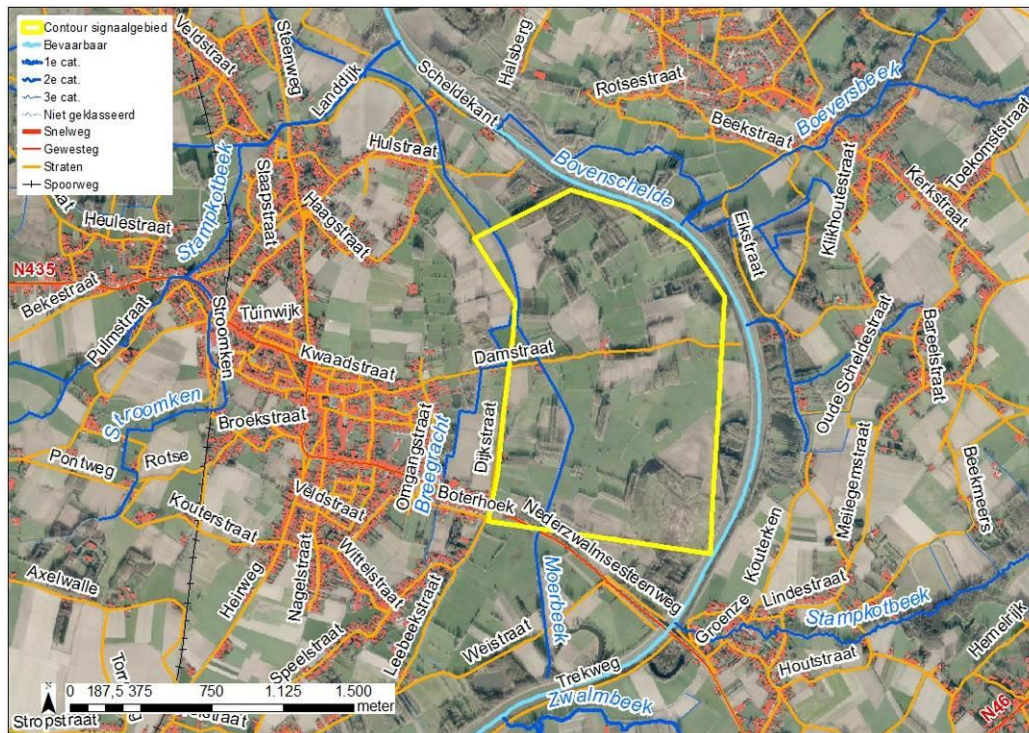 Contour signaalgebied
Bevaarbaar
1e cat.
2e cat.
3e cat.
Niet geklasseerd
Snelweg
Gewesteg
Straten
Spoorweg
Veldstraat
Steenweg
Landdijk
Scheldekant
Halsberg
Rotsestraat
Beekstraat
Boeversbeek
Toekomststraat
Kerkstraat
Klikhoutestraat
Hulstraat
Bovenschelde
Stampkotbeek
Slaapstraat
Haagstraat
Heulestraat
Eikstraat
N435
Bekestraat
Pulmstraat
Stroomken
Tuinwijk
Kwaadstraat
Damstraat
Oude Scheldestraat
Bareelstraat
Stroomken
Broekstraat
Omgangstraat
Breegracht
Dijkstraat
Pontweg
Rotse
Meilegemstraat
Beekmeers
Veldstraat
Boterhoek
Nederzwalmsesteenweg
Kouterstraat
Kouterken
Axelwalle
Heirweg
Nagelstraat
Wittelstraat
Moerbeek
Lindestraat
Groenze
Stampkotbeek
Hemelrijk
Leebeekstraat
Weistraat
Speelstraat
Houtstraat
Trekweg
Zwalmbeek
N46
N
0 187,5 375 750 1.125 1.500
meter
Stropstraat